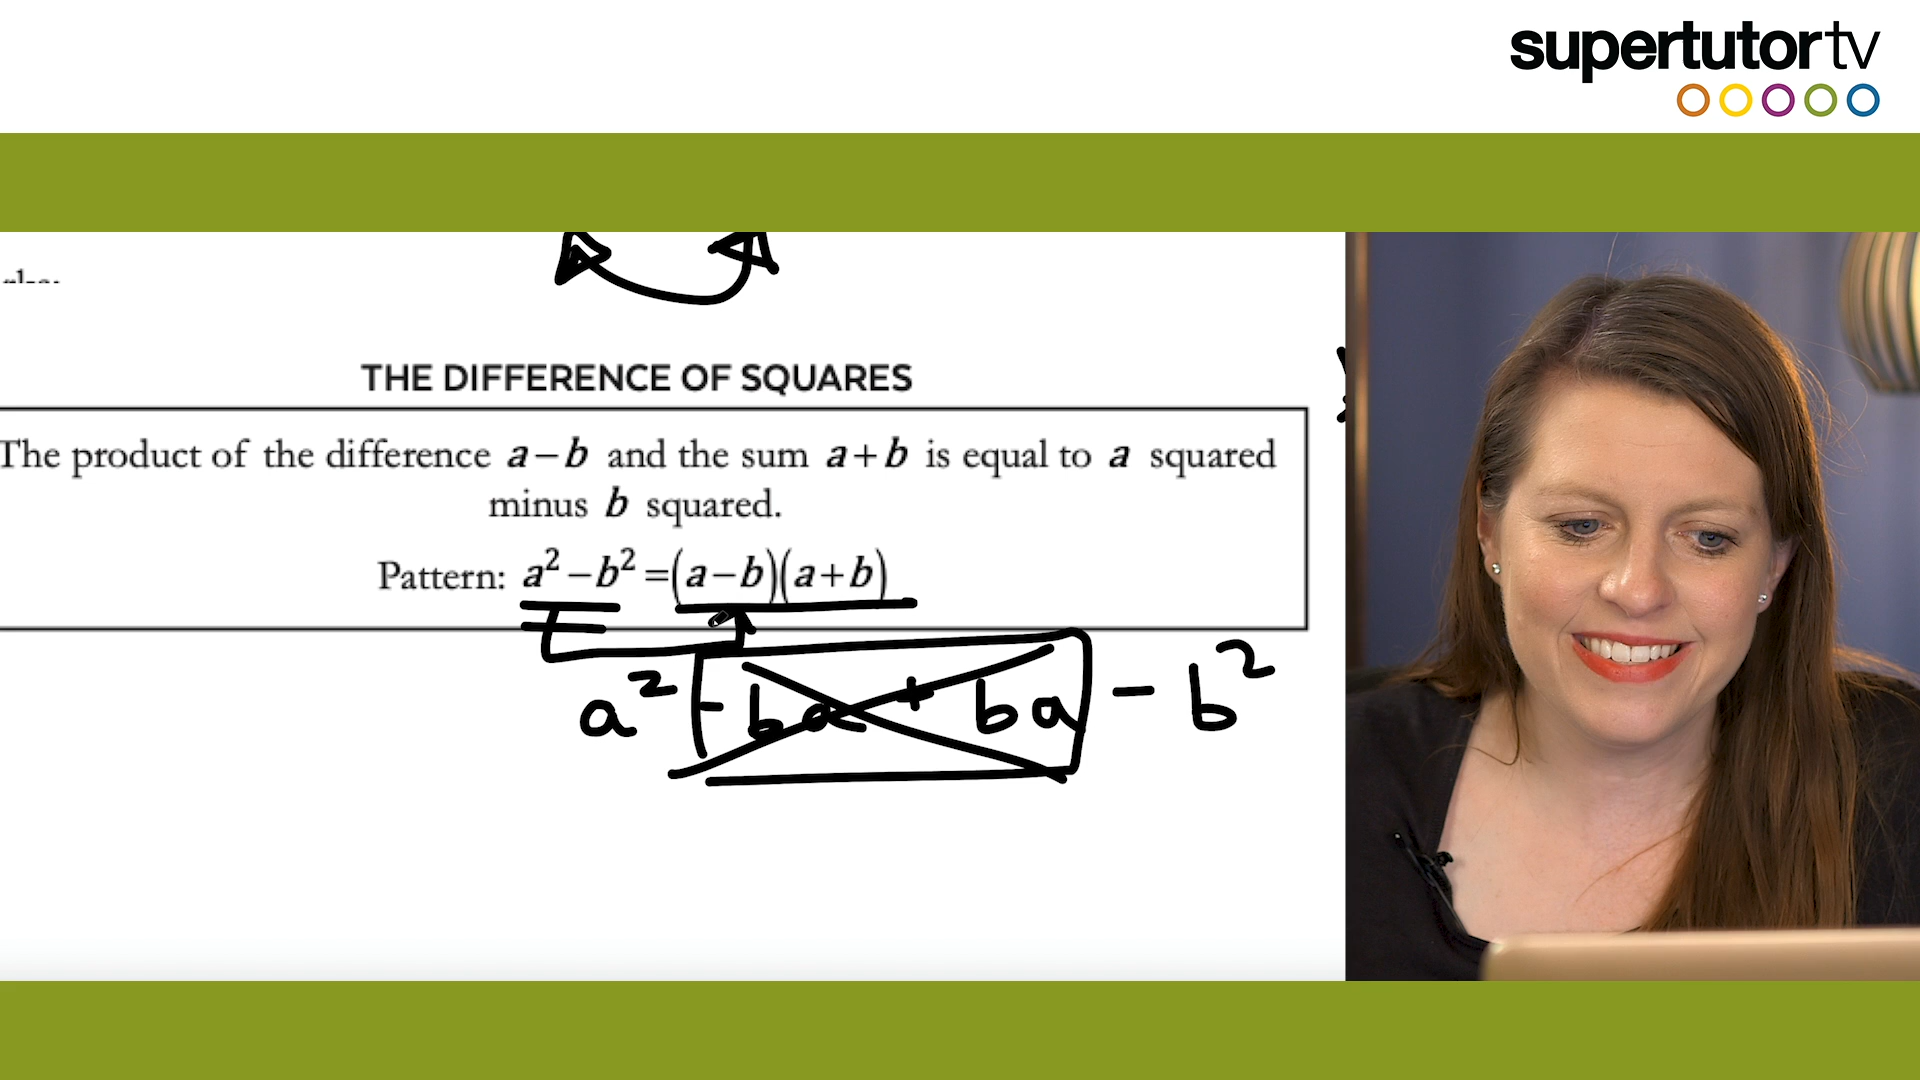 supertutortv
THE DIFFERENCE OF SQUARES
The product of the difference a−b and the sum a+b is equal to a squared
minus b squared.
Pattern: a²−b²=(a−b)(a+b)
a² − ba + ba − b²